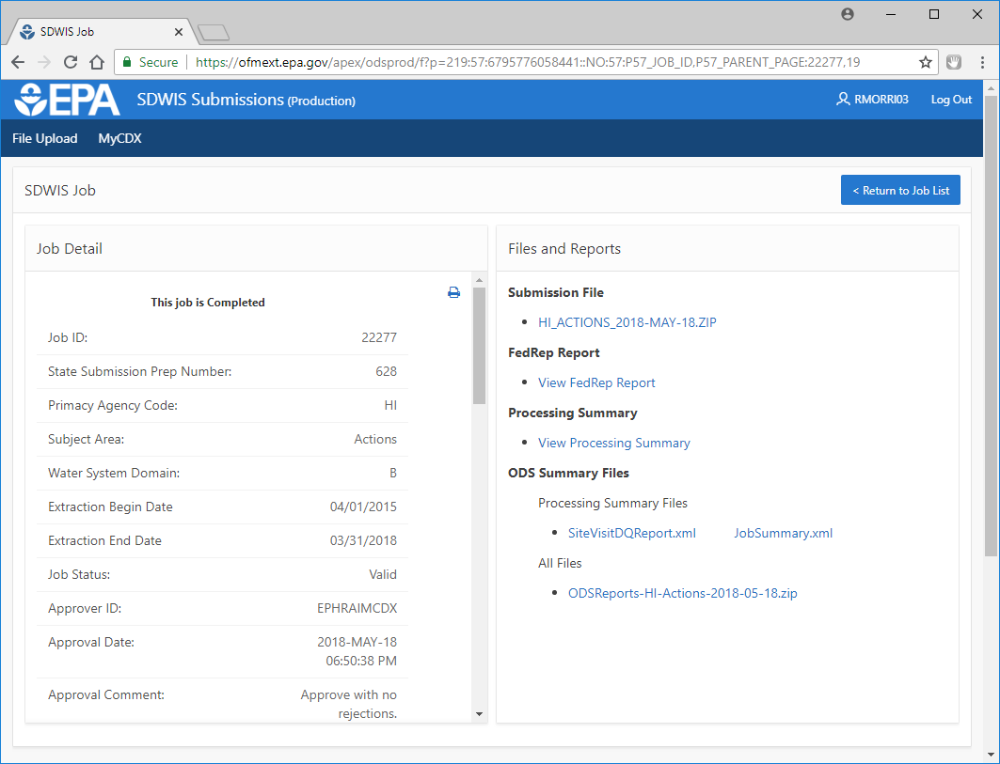 SDWIS Job
Secure
https://ofmext.epa.gov/apex/odsprod/f?p=219:57:6795776058441::NO:57:P57_JOB_ID,P57_PARENT_PAGE:22277,19
EPA SDWIS Submissions (Production) RMORRI03 Log Out
File Upload MyCDX
SDWIS Job < Return to Job List
Job Detail
This job is Completed
Job ID: 22277
State Submission Prep Number: 628
Primacy Agency Code: HI
Subject Area: Actions
Water System Domain: B
Extraction Begin Date 04/01/2015
Extraction End Date 03/31/2018
Job Status: Valid
Approver ID: EPHRAIMCDX
Approval Date: 2018-MAY-18
06:50:38 PM
Approval Comment: Approve with no
rejections.
Files and Reports
Submission File
• HI_ACTIONS_2018-MAY-18.ZIP
FedRep Report
• View FedRep Report
Processing Summary
• View Processing Summary
ODS Summary Files
Processing Summary Files
• SiteVisitDQReport.xml JobSummary.xml
All Files
• ODSReports-HI-Actions-2018-05-18.zip